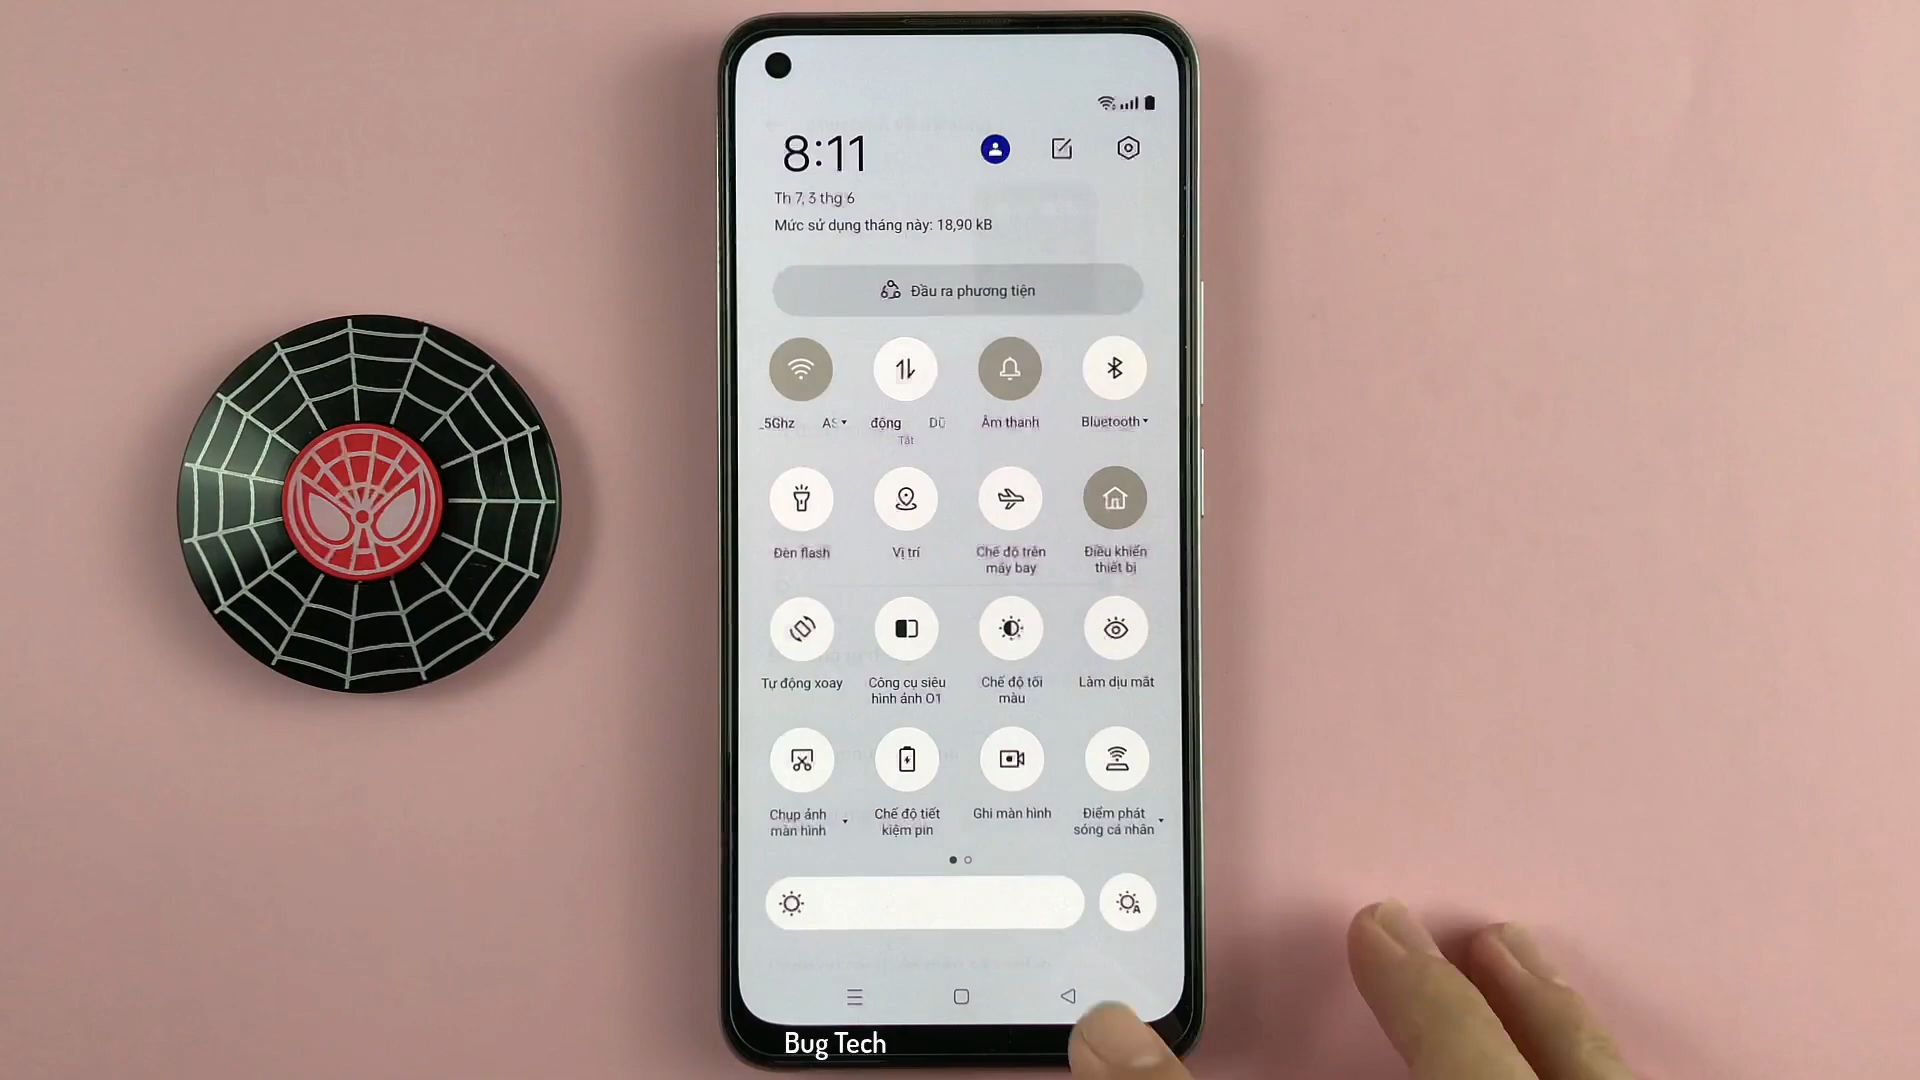 8:11
Th 7, 3 thg 6
Mức sử dụng tháng này: 18,90 kB
Đầu ra phương tiện
_5Ghz AS
động Dữ
Âm thanh
Bluetooth
Tắt
Đèn flash
Vị trí
Chế độ trên
máy bay
Điều khiển
thiết bị
Tự động xoay
Công cụ siêu
hình ảnh O1
Chế độ tối
màu
Làm dịu mắt
Chụp ảnh
màn hình
Chế độ tiết
kiệm pin
Ghi màn hình
Điểm phát
sóng cá nhân
A
Bug Tech